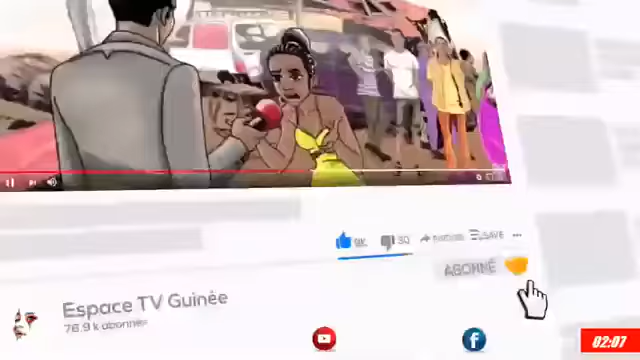 9K 30 SAVE ...
ABONNÉ
Espace TV Guinée
76.9 k abonnés
02:07